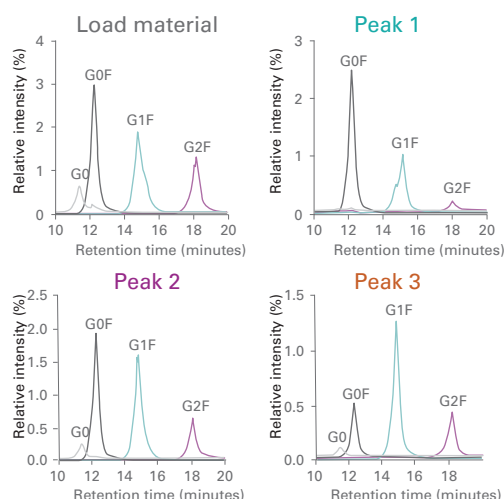 Load material
Relative intensity (%)
4
3
2
1
0
G0
G0F
G1F
G2F
10 12 14 16 18 20
Retention time (minutes)
Peak 1
Relative intensity (%)
3
2
1
0
G0F
G1F
G2F
10 12 14 16 18 20
Retention time (minutes)
Peak 2
Relative intensity (%)
2.5
2.0
1.5
1.0
0.5
0.0
G0
G0F
G1F
G2F
10 12 14 16 18 20
Retention time (minutes)
Peak 3
Relative intensity (%)
1.5
1.0
0.5
0.0
G0
G0F
G1F
G2F
10 12 14 16 18
Retention time (minutes)